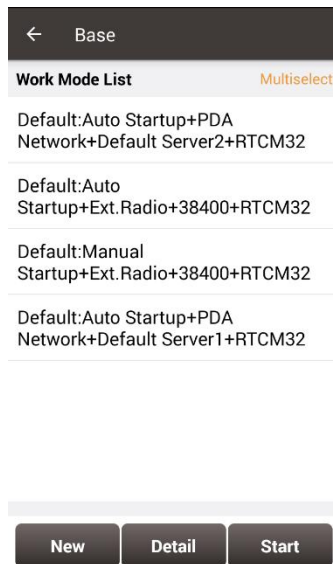 Base
Work Mode List Multiselect
Default:Auto Startup+PDA
Network+Default Server2+RTCM32
Default:Auto
Startup+Ext.Radio+38400+RTCM32
Default:Manual
Startup+Ext.Radio+38400+RTCM32
Default:Auto Startup+PDA
Network+Default Server1+RTCM32
New Detail Start